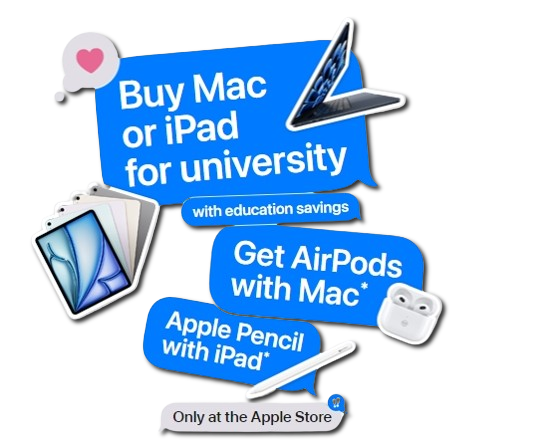 Buy Mac
or iPad
for university
with education savings
Get AirPods
with Mac*
Apple Pencil
with iPad*
Only at the Apple Store